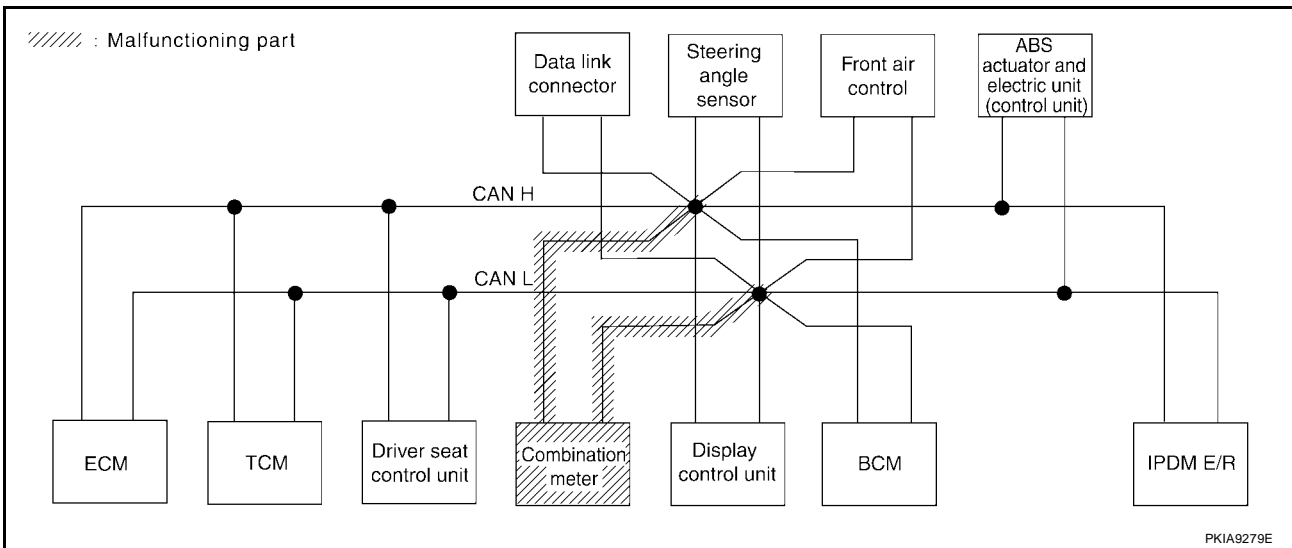 : Malfunctioning part
Data link
connector
Steering
angle
sensor
Front air
control
ABS
actuator and
electric unit
(control unit)
CAN H
CAN L
ECM
TCM
Driver seat
control unit
Combination
meter
Display
control unit
BCM
IPDM E/R
PKIA9279E